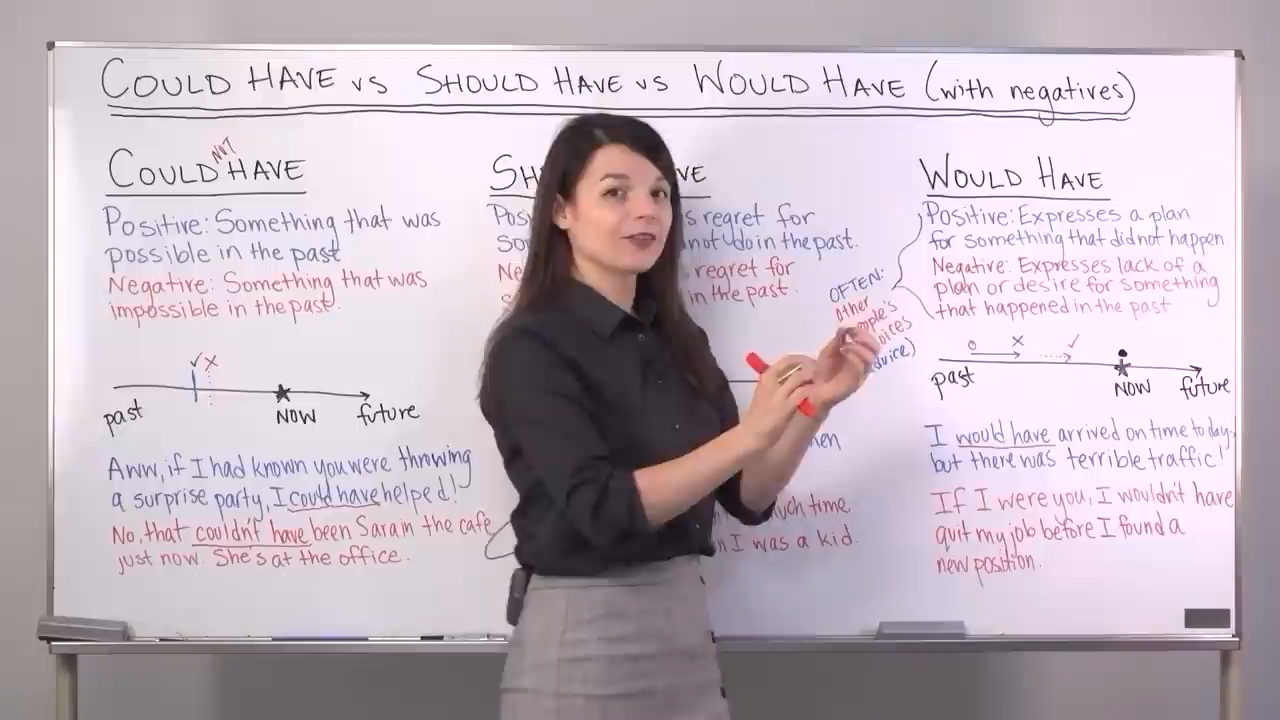 COULD HAVE vs SHOULD HAVE vs WOULD HAVE (with negatives)
COULD NOT HAVE
Positive: Something that was
possible in the past
Negative: Something that was
impossible in the past.
✓ X
past
NOW
future
Aww, if I had known you were throwing
a surprise party, I could have helped!
No, that couldn't have been Sara in the cafe
just now. She's at the office.
regret for
not do in the past.
regret for
in the past.
OFTEN:
other
I was a kid.
WOULD HAVE
Positive: Expresses a plan
for something that did not happen
Negative: Expresses lack of a
plan or desire for something
that happened in the past
X ✓
past
NOW
future
I would have arrived on time today,
but there was terrible traffic!
If I were you, I wouldn't have
quit my job before I found a
new position.